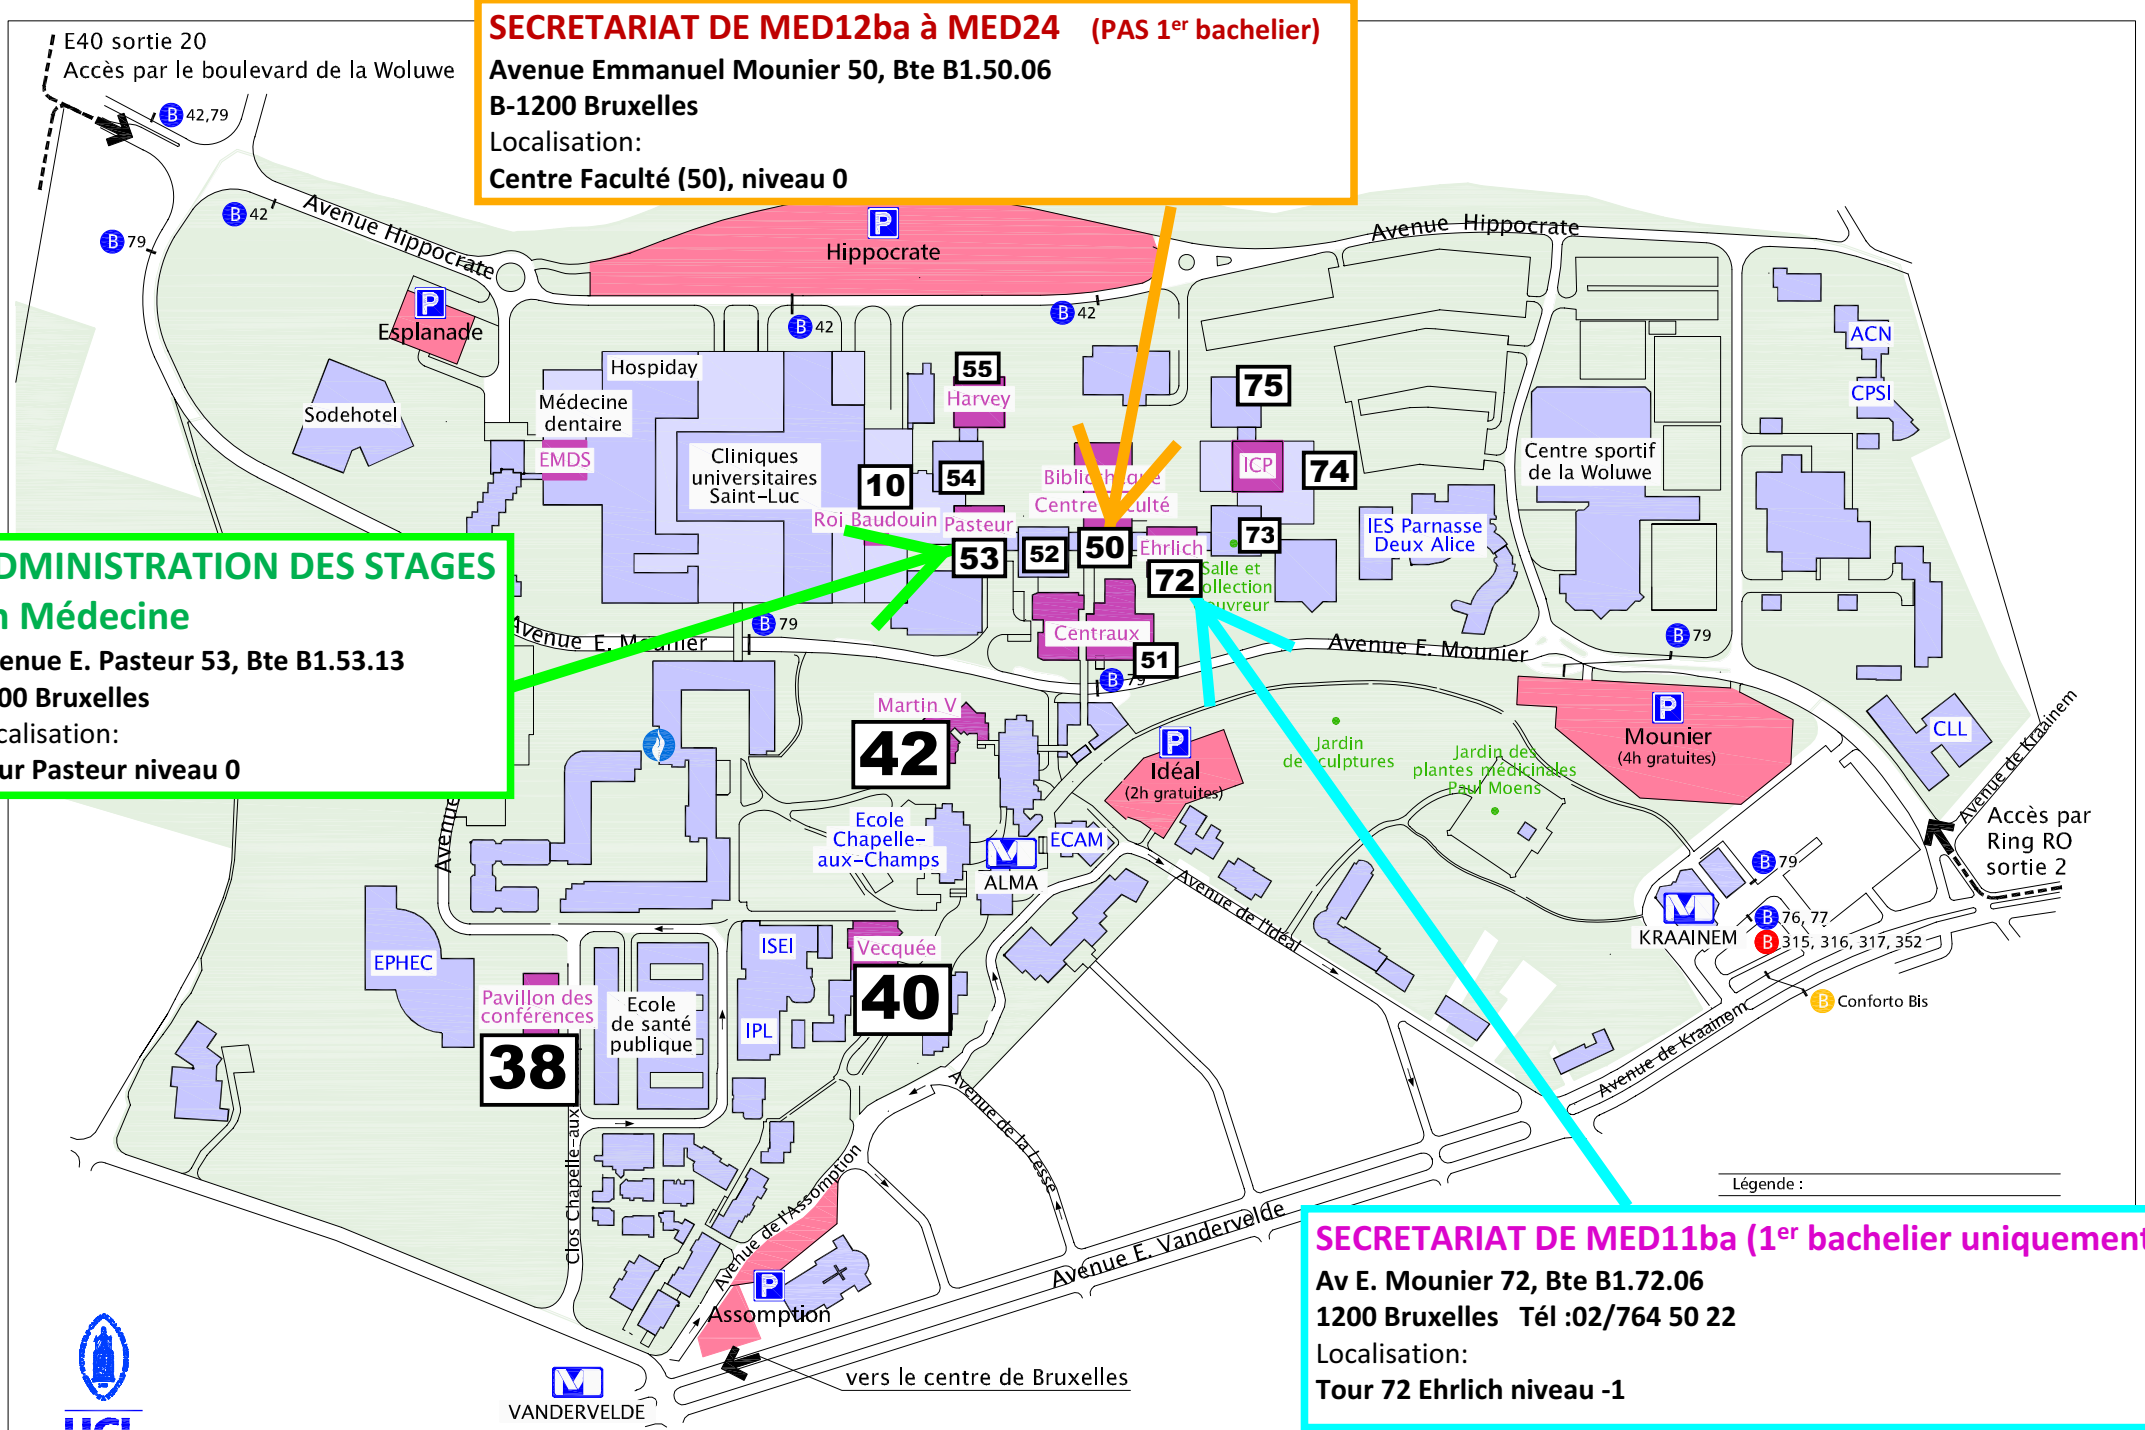 SECRETARIAT DE MED12ba à MED24 (PAS 1er bachelier)
Avenue Emmanuel Mounier 50, Bte B1.50.06
B-1200 Bruxelles
Localisation:
Centre Faculté (50), niveau 0
E40 sortie 20
Accès par le boulevard de la Woluwe
B 42,79
B 42
B 79
Avenue Hippocrate
P
Hippocrate
Avenue Hippocrate
P
Esplanade
B 42
B 42
Sodehotel
Hospiday
Médecine
dentaire
EMDS
Cliniques
universitaires
Saint-Luc
55
Harvey
54
10
Roi Baudouin
Pasteur
53
52
50
Bibliothèque
Centre Faculté
Ehrlich
72
73
75
ICP
74
Salle et
Centraux
51
Centre sportif
de la Woluwe
IES Parnasse
Deux Alice
ACN
CPSI
DMINISTRATION DES STAGES
n Médecine
enue E. Pasteur 53, Bte B1.53.13
00 Bruxelles
calisation:
ur Pasteur niveau 0
Avenue E. Mounier
B 79
B 79
Avenue E. Mounier
B 79
Martin V
42
P
Idéal
(2h gratuites)
Jardin
de sculptures
Jardin des
plantes médicinales
Paul Moens
P
Mounier
(4h gratuites)
CLL
Avenue de Kraainem
Accès par
Ring RO
sortie 2
Avenue
Ecole
Chapelle-
aux-Champs
M
ALMA
ECAM
Avenue de l'Idéal
B 79
M
KRAAINEM
B 76, 77
B 315, 316, 317, 352
B Conforto Bis
Avenue de Kraainem
EPHEC
Pavillon des
conférences
38
Ecole
de santé
publique
ISEI
IPL
Vecquée
40
Clos Chapelle-aux
Avenue de la Lesse
Avenue de l'Assomption
P
Assomption
Avenue E. Vandervelde
vers le centre de Bruxelles
M
VANDERVELDE
Légende :
SECRETARIAT DE MED11ba (1er bachelier uniquement
Av E. Mounier 72, Bte B1.72.06
1200 Bruxelles Tél :02/764 50 22
Localisation:
Tour 72 Ehrlich niveau -1
UCL